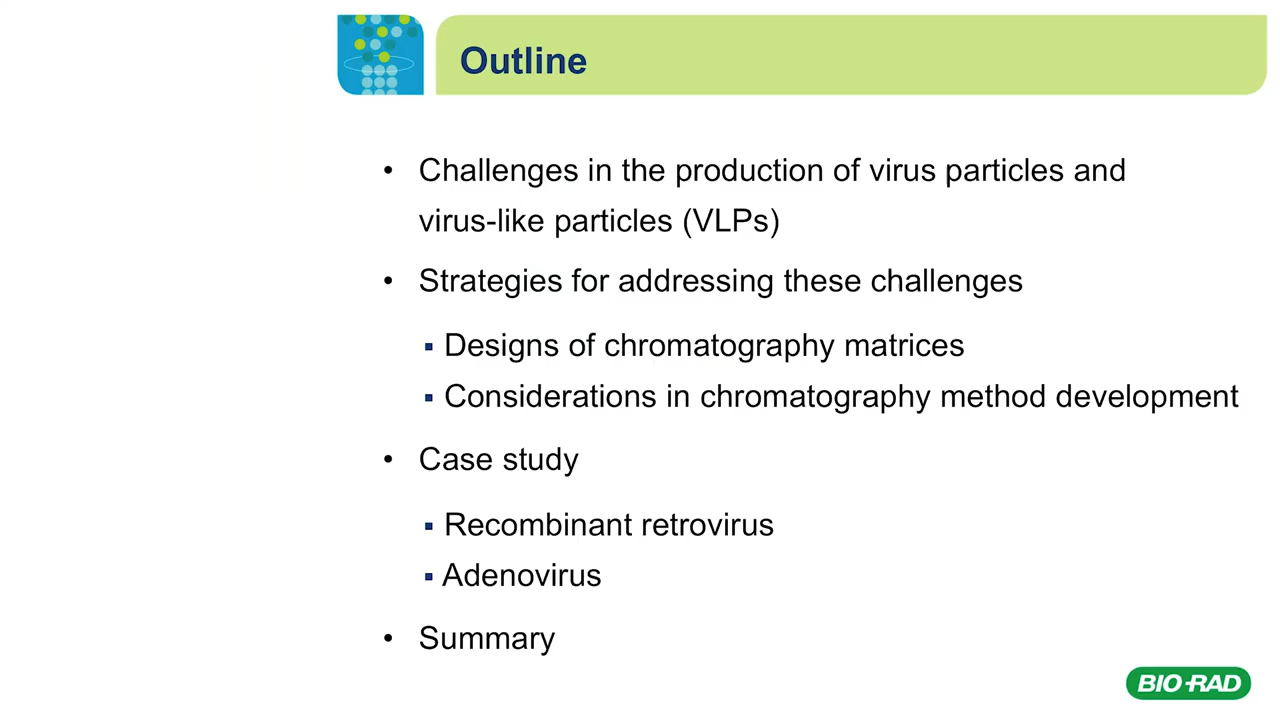 Outline
• Challenges in the production of virus particles and
virus-like particles (VLPs)
• Strategies for addressing these challenges
▪ Designs of chromatography matrices
▪ Considerations in chromatography method development
• Case study
▪ Recombinant retrovirus
▪ Adenovirus
• Summary
BIO-RAD